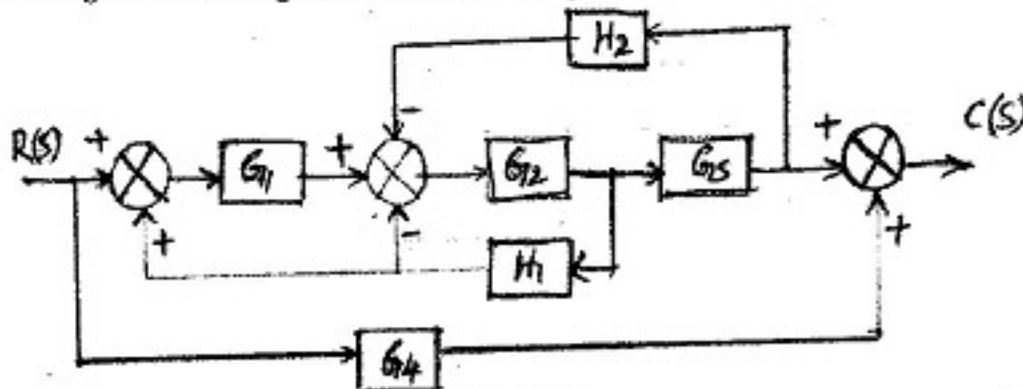 H2
R(S) + G1 + - G2 G3 + C(S)
+ - H1 +
G4